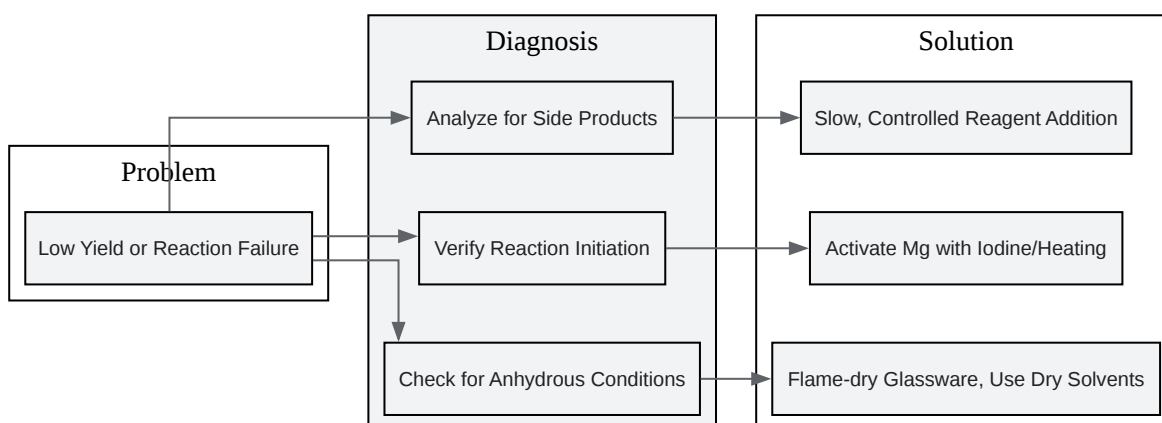 Diagnosis
Solution
Analyze for Side Products
Slow, Controlled Reagent Addition
Problem
Low Yield or Reaction Failure
Verify Reaction Initiation
Activate Mg with Iodine/Heating
Check for Anhydrous Conditions
Flame-dry Glassware, Use Dry Solvents